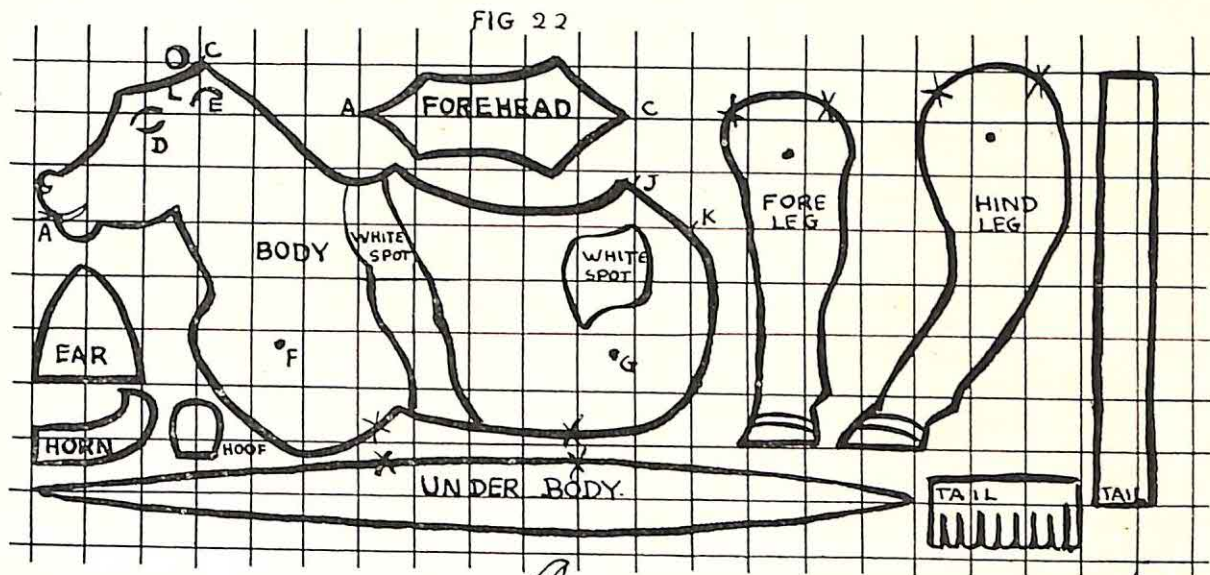 FIG 22
C
L
E
D
A
A
FOREHEAD
C
J
K
BODY
WHITE
SPOT
WHITE
SPOT
FORE
LEG
HIND
LEG
EAR
F
G
HORN
HOOF
UNDER BODY.
TAIL
TAIL